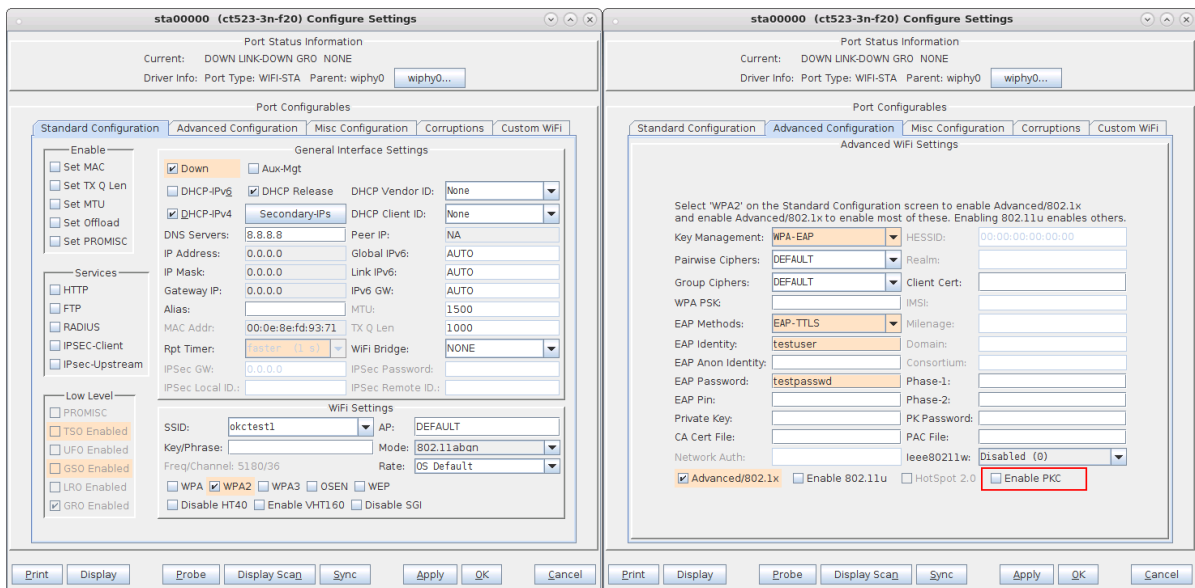 sta00000 (ct523-3n-f20) Configure Settings
Port Status Information
Current: DOWN LINK-DOWN GRO NONE
Driver Info: Port Type: WIFI-STA Parent: wiphy0 wiphy0...
Port Configurables
Standard Configuration Advanced Configuration Misc Configuration Corruptions Custom WiFi
Enable
Set MAC
Set TX Q Len
Set MTU
Set Offload
Set PROMISC
Services
HTTP
FTP
RADIUS
IPSEC-Client
IPsec-Upstream
Low Level
PROMISC
TSO Enabled
UFO Enabled
GSO Enabled
LRO Enabled
GRO Enabled
General Interface Settings
Down Aux-Mgt
DHCP-IPv6 DHCP Release DHCP Vendor ID: None
DHCP-IPv4 Secondary-IPs DHCP Client ID: None
DNS Servers: 8.8.8.8 Peer IP: NA
IP Address: 0.0.0.0 Global IPv6: AUTO
IP Mask: 0.0.0.0 Link IPv6: AUTO
Gateway IP: 0.0.0.0 IPv6 GW: AUTO
Alias: MTU: 1500
MAC Addr: 00:0e:8e:fd:93:71 TX Q Len 1000
Rpt Timer: faster (1 s) WiFi Bridge: NONE
IPSec GW: 0.0.0.0 IPSec Password:
IPSec Local ID.: IPSec Remote ID.:
WiFi Settings
SSID: okctest1 AP: DEFAULT
Key/Phrase: Mode: 802.11abgn
Freq/Channel: 5180/36 Rate: OS Default
WPA WPA2 WPA3 OSEN WEP
Disable HT40 Enable VHT160 Disable SGI
Print Display Probe Display Scan Sync Apply OK Cancel
sta00000 (ct523-3n-f20) Configure Settings
Port Status Information
Current: DOWN LINK-DOWN GRO NONE
Driver Info: Port Type: WIFI-STA Parent: wiphy0 wiphy0...
Port Configurables
Standard Configuration Advanced Configuration Misc Configuration Corruptions Custom WiFi
Advanced WiFi Settings
Select 'WPA2' on the Standard Configuration screen to enable Advanced/802.1x
and enable Advanced/802.1x to enable most of these. Enabling 802.11u enables others.
Key Management: WPA-EAP HESSID: 00:00:00:00:00:00
Pairwise Ciphers: DEFAULT Realm:
Group Ciphers: DEFAULT Client Cert:
WPA PSK: IMSI:
EAP Methods: EAP-TTLS Milenage:
EAP Identity: testuser Domain:
EAP Anon Identity: Consortium:
EAP Password: testpasswd Phase-1:
EAP Pin: Phase-2:
Private Key: PK Password:
CA Cert File: PAC File:
Network Auth: Ieee80211w: Disabled (0)
Advanced/802.1x Enable 802.11u HotSpot 2.0 Enable PKC
Print Display Probe Display Scan Sync Apply OK Cancel